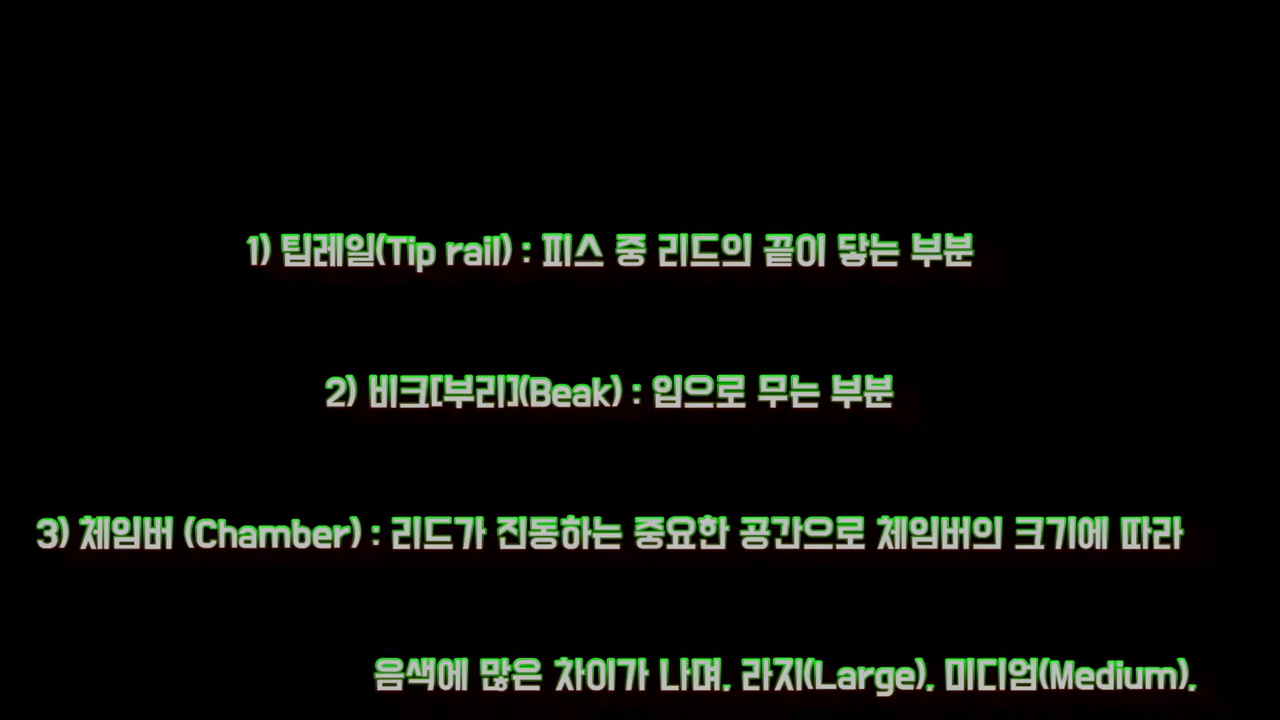 1) 팁레일(Tip rail) : 피스 중 리드의 끝이 닿는 부분
2) 비크[부리](Beak) : 입으로 무는 부분
3) 체임버 (Chamber) : 리드가 진동하는 중요한 공간으로 체임버의 크기에 따라
음색에 많은 차이가 나며, 라지(Large), 미디엄(Medium),